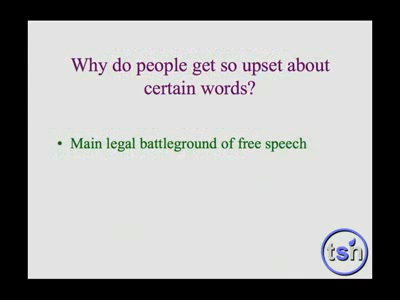 Why do people get so upset about
certain words?
• Main legal battleground of free speech
tsn